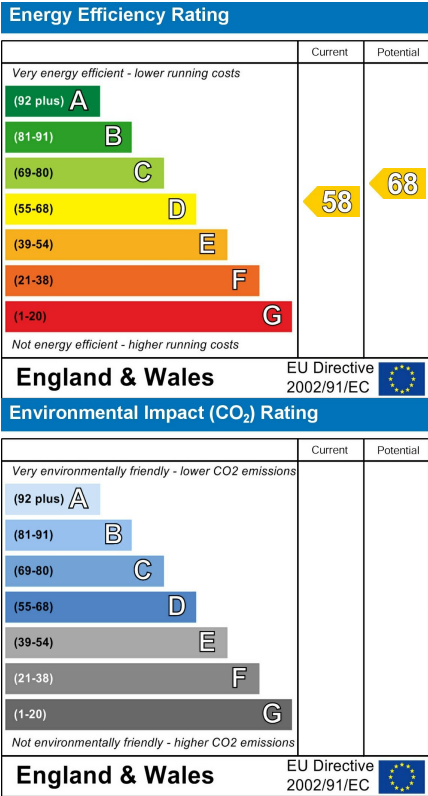 Energy Efficiency Rating
Current Potential
Very energy efficient - lower running costs
(92 plus) A
(81-91) B
(69-80) C
(55-68) D
(39-54) E
(21-38) F
(1-20) G
58
68
Not energy efficient - higher running costs
England & Wales
EU Directive
2002/91/EC
Environmental Impact (CO₂) Rating
Current Potential
Very environmentally friendly - lower CO2 emissions
(92 plus) A
(81-91) B
(69-80) C
(55-68) D
(39-54) E
(21-38) F
(1-20) G
Not environmentally friendly - higher CO2 emissions
England & Wales
EU Directive
2002/91/EC